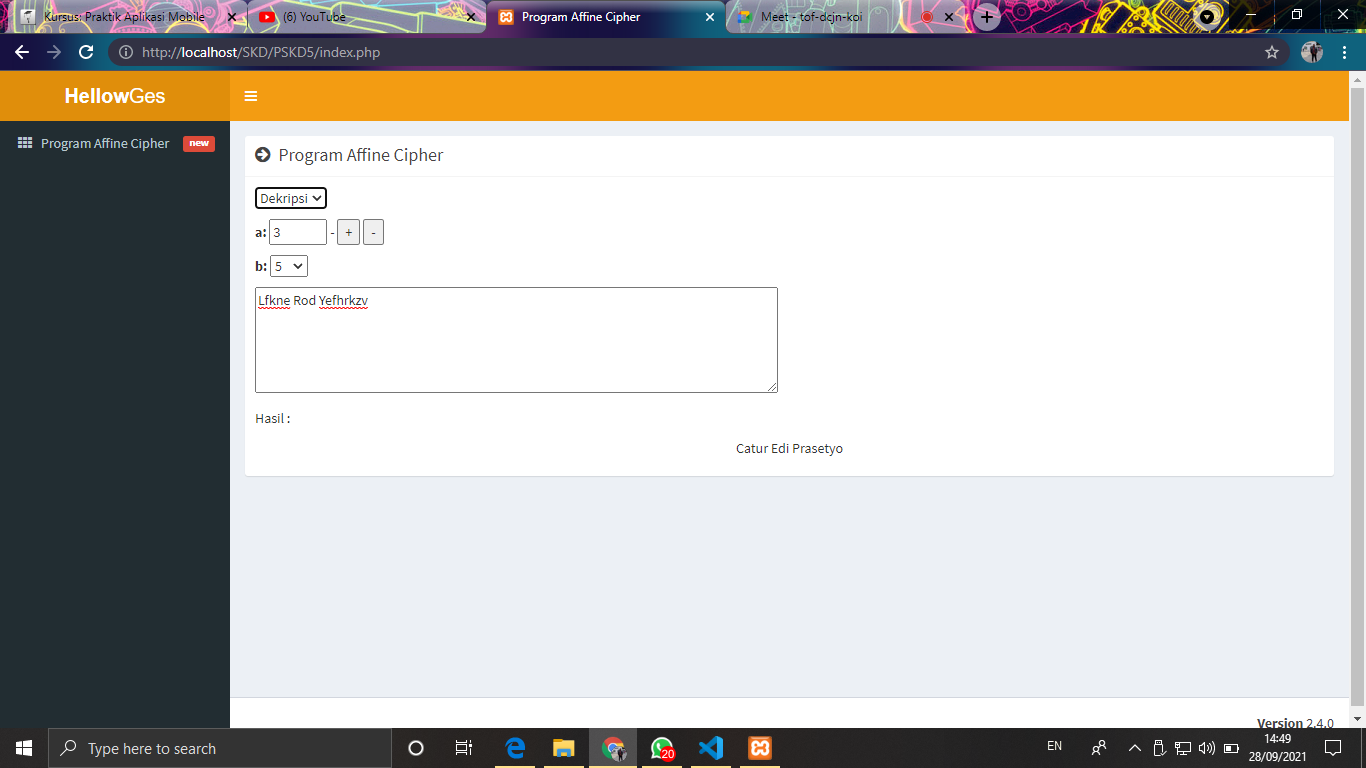 Kursus: Praktik Aplikasi Mobile
(6) YouTube
Program Affine Cipher
Meet - tof-dcjn-koi
http://localhost/SKD/PSKD5/index.php
HellowGes
Program Affine Cipher new
Program Affine Cipher
Dekripsi
a: 3 - + -
b: 5
Lfkne Rod Yefhrkzv
Hasil :
Catur Edi Prasetyo
Version 2.4.0
Type here to search
20
EN
14:49
28/09/2021